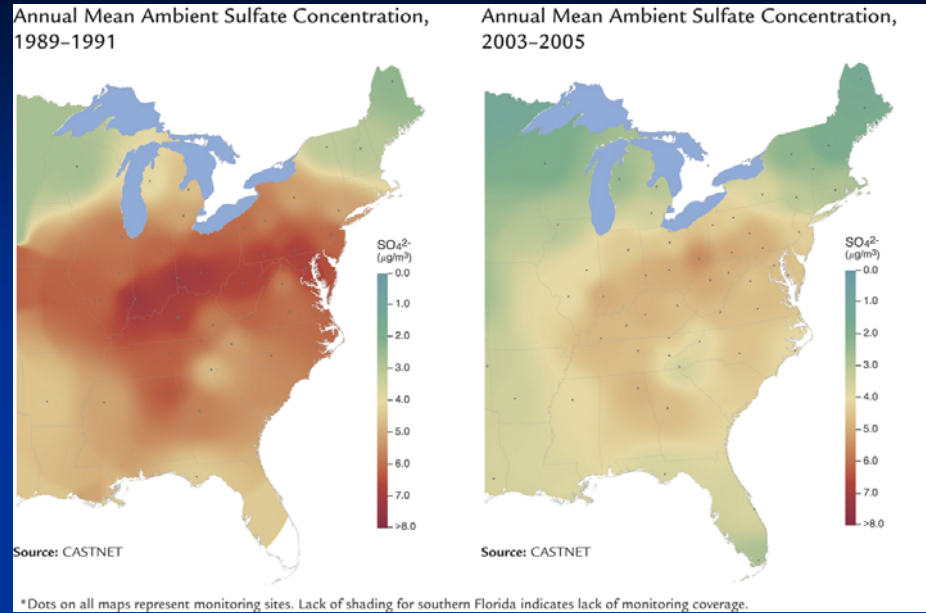 Annual Mean Ambient Sulfate Concentration,
1989–1991
SO₄²⁻
(µg/m³)
0.0
1.0
2.0
3.0
4.0
5.0
6.0
7.0
>8.0
Source: CASTNET
Annual Mean Ambient Sulfate Concentration,
2003–2005
SO₄²⁻
(µg/m³)
0.0
1.0
2.0
3.0
4.0
5.0
6.0
7.0
>8.0
Source: CASTNET
*Dots on all maps represent monitoring sites. Lack of shading for southern Florida indicates lack of monitoring coverage.